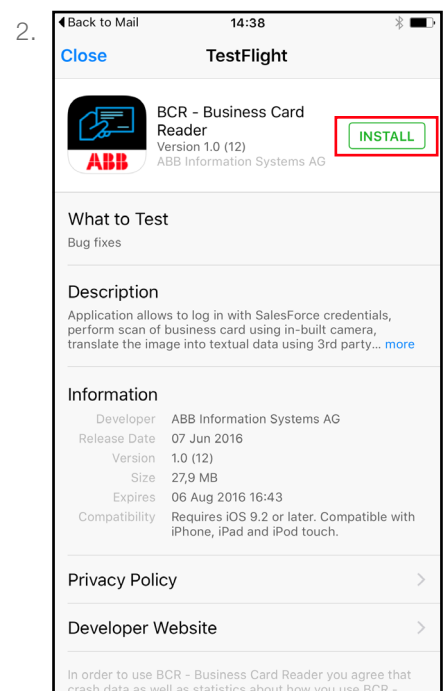 2.
Back to Mail 14:38
Close TestFlight
BCR - Business Card
Reader
Version 1.0 (12)
ABB Information Systems AG
INSTALL
ABB
What to Test
Bug fixes
Description
Application allows to log in with SalesForce credentials,
perform scan of business card using in-built camera,
translate the image into textual data using 3rd party... more
Information
Developer ABB Information Systems AG
Release Date 07 Jun 2016
Version 1.0 (12)
Size 27,9 MB
Expires 06 Aug 2016 16:43
Compatibility Requires iOS 9.2 or later. Compatible with
iPhone, iPad and iPod touch.
Privacy Policy
Developer Website
In order to use BCR - Business Card Reader you agree that
crash data as well as statistics about how you use BCR -